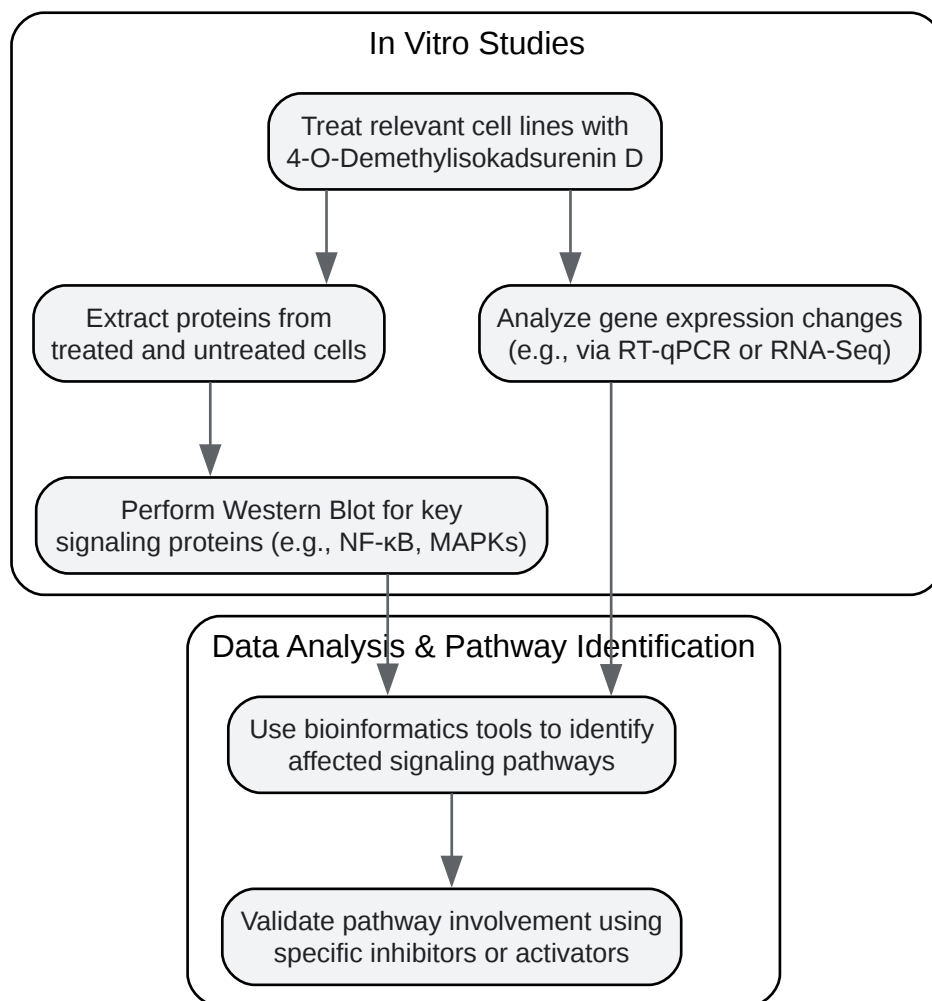 In Vitro Studies
Treat relevant cell lines with
4-O-Demethylisokadsurenin D
Extract proteins from
treated and untreated cells
Analyze gene expression changes
(e.g., via RT-qPCR or RNA-Seq)
Perform Western Blot for key
signaling proteins (e.g., NF-κB, MAPKs)
Data Analysis & Pathway Identification
Use bioinformatics tools to identify
affected signaling pathways
Validate pathway involvement using
specific inhibitors or activators